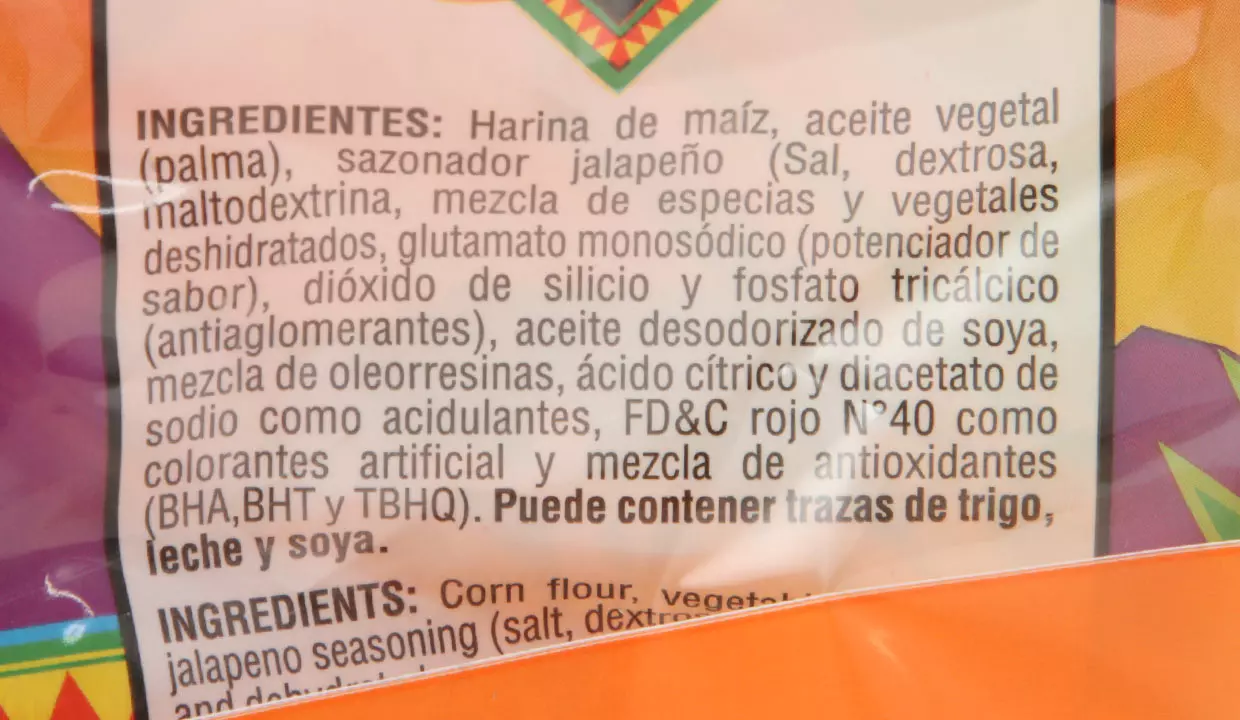 INGREDIENTES: Harina de maíz, aceite vegetal
(palma), sazonador jalapeño (Sal, dextrosa,
maltodextrina, mezcla de especias y vegetales
deshidratados, glutamato monosódico (potenciador de
sabor), dióxido de silicio y fosfato tricálcico
(antiaglomerantes), aceite desodorizado de soya,
mezcla de oleorresinas, ácido cítrico y diacetato de
sodio como acidulantes, FD&C rojo N°40 como
colorantes artificial y mezcla de antioxidantes
(BHA,BHT y TBHQ). Puede contener trazas de trigo,
leche y soya.
INGREDIENTS: Corn flour,
jalapeno seasoning (salt,
and